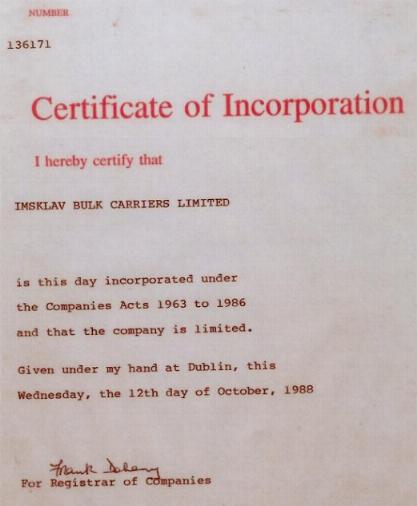 NUMBER
136171
Certificate of Incorporation
I hereby certify that
IMSKLAV BULK CARRIERS LIMITED
is this day incorporated under
the Companies Acts 1963 to 1986
and that the company is limited.
Given under my hand at Dublin, this
Wednesday, the 12th day of October, 1988
Frank
For Registrar of Companies